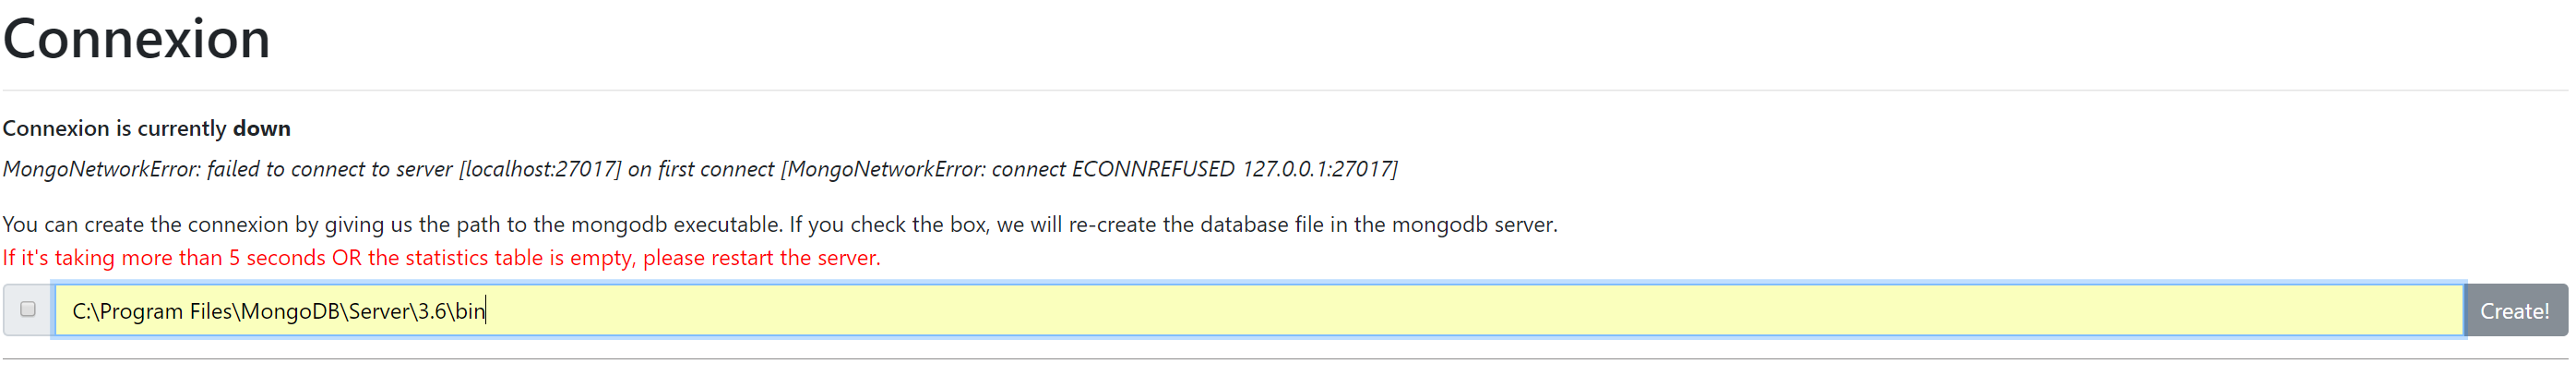 Connexion
Connexion is currently down
MongoNetworkError: failed to connect to server [localhost:27017] on first connect [MongoNetworkError: connect ECONNREFUSED 127.0.0.1:27017]
You can create the connexion by giving us the path to the mongodb executable. If you check the box, we will re-create the database file in the mongodb server.
If it's taking more than 5 seconds OR the statistics table is empty, please restart the server.
C:\Program Files\MongoDB\Server\3.6\bin Create!